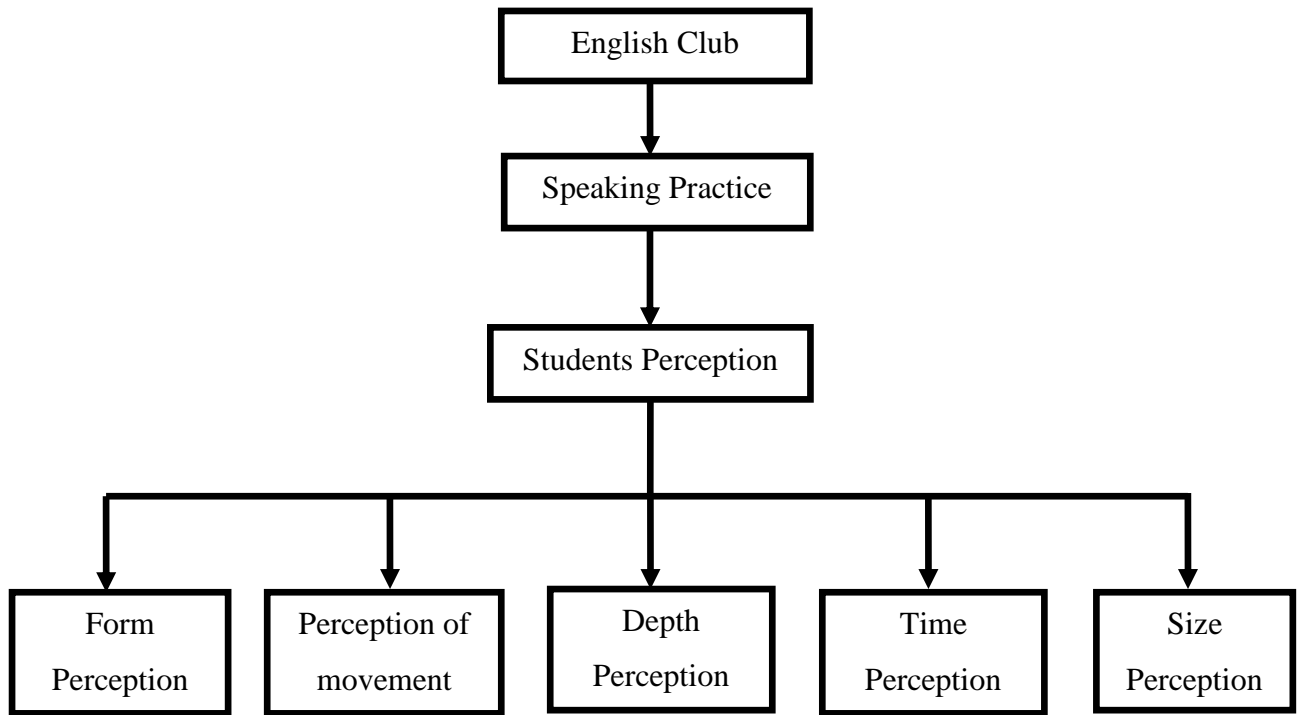 English Club
Speaking Practice
Students Perception
Form
Perception
Perception of
movement
Depth
Perception
Time
Perception
Size
Perception